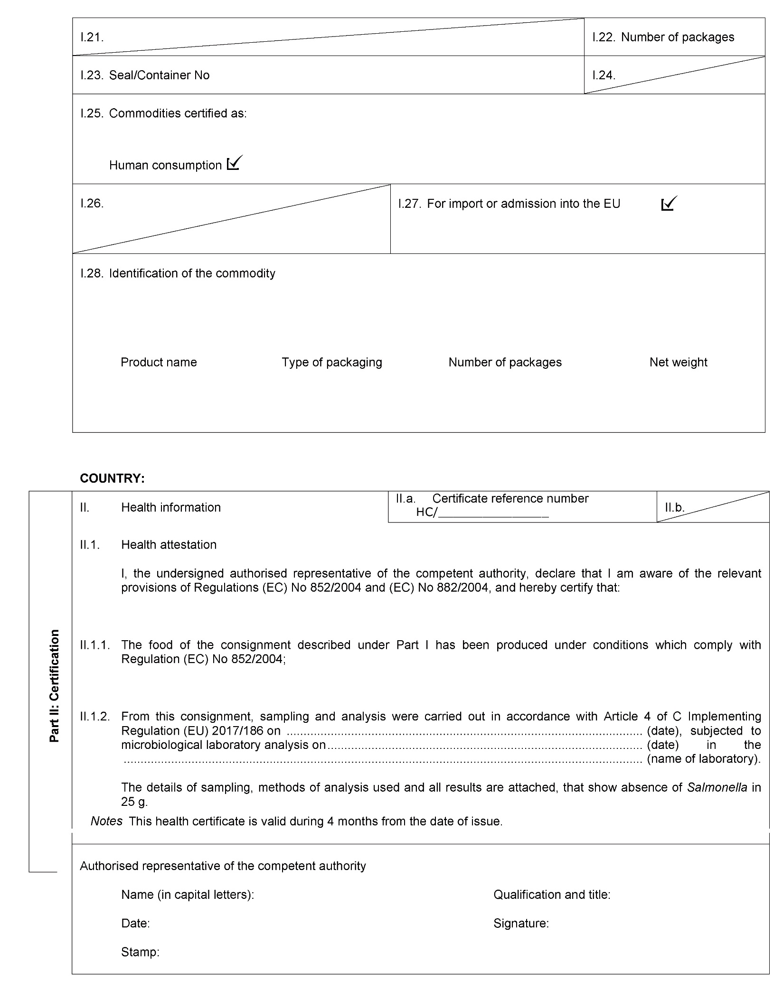 I.21.
I.22. Number of packages
I.23. Seal/Container No
I.24.
I.25. Commodities certified as:
Human consumption
I.26.
I.27. For import or admission into the EU
I.28. Identification of the commodity
Product name Type of packaging Number of packages Net weight
COUNTRY:
Part II: Certification
II. Health information
II.a. Certificate reference number
HC/_________________
II.b.
II.1. Health attestation
I, the undersigned authorised representative of the competent authority, declare that I am aware of the relevant
provisions of Regulations (EC) No 852/2004 and (EC) No 882/2004, and hereby certify that:
II.1.1. The food of the consignment described under Part I has been produced under conditions which comply with
Regulation (EC) No 852/2004;
II.1.2. From this consignment, sampling and analysis were carried out in accordance with Article 4 of C Implementing
Regulation (EU) 2017/186 on .......................................................................................................... (date), subjected to
microbiological laboratory analysis on.............................................................................................. (date) in the
........................................................................................................................................................... (name of laboratory).
The details of sampling, methods of analysis used and all results are attached, that show absence of Salmonella in
25 g.
Notes This health certificate is valid during 4 months from the date of issue.
Authorised representative of the competent authority
Name (in capital letters): Qualification and title:
Date: Signature:
Stamp: